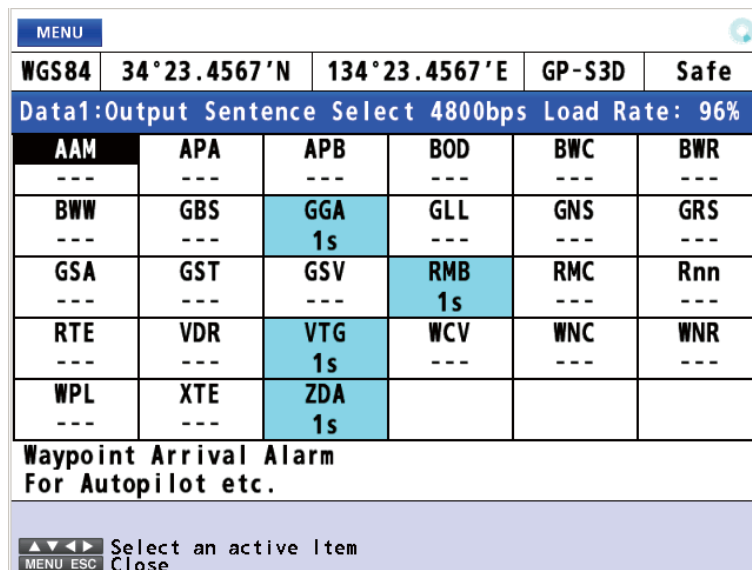 MENU
WGS84 34°23.4567'N 134°23.4567'E GP-S3D Safe
Data1:Output Sentence Select 4800bps Load Rate: 96%
AAM APA APB BOD BWC BWR
--- --- --- --- --- ---
BWW GBS GGA GLL GNS GRS
--- --- 1s --- --- ---
GSA GST GSV RMB RMC Rnn
--- --- --- 1s --- ---
RTE VDR VTG WCV WNC WNR
--- --- 1s --- --- ---
WPL XTE ZDA
--- --- 1s
Waypoint Arrival Alarm
For Autopilot etc.
▲▼◀▶ Select an active Item
MENU ESC Close